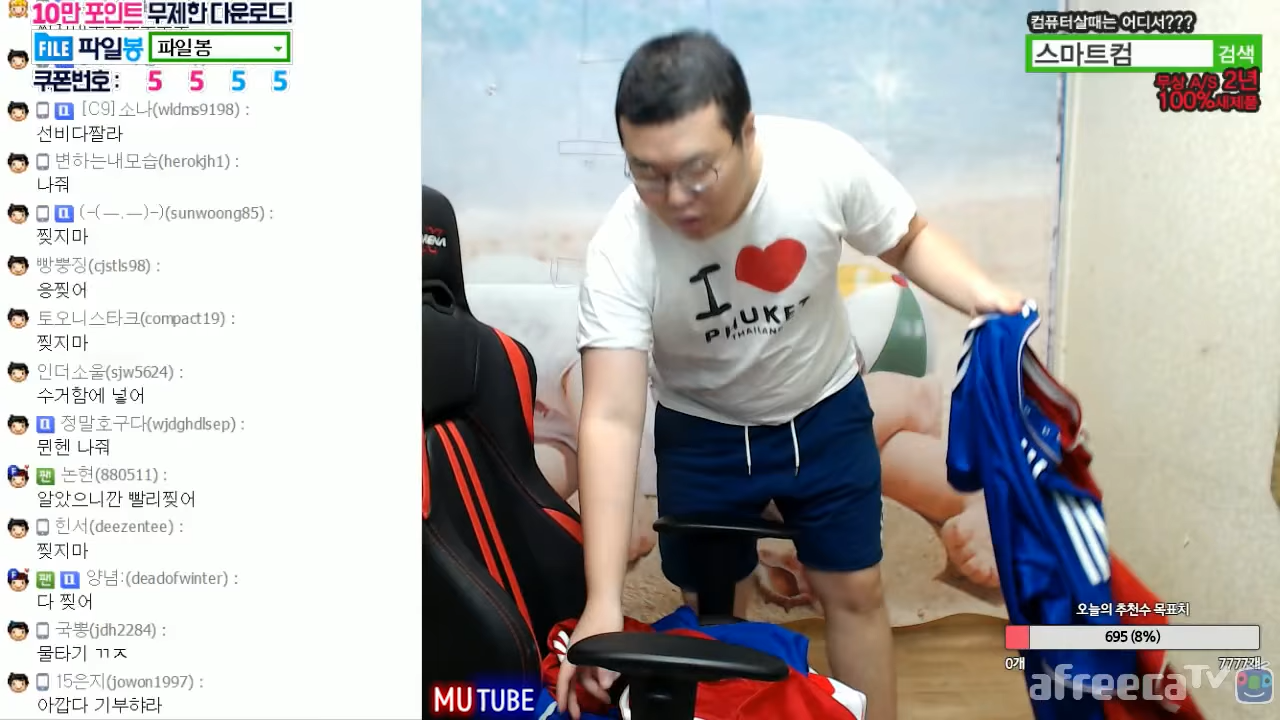 10만 포인트 무제한 다운로드!
FILE 파일봉 파일봉
쿠폰번호 : 5 5 5 5
[C9]소나(wldms9198) :
선비다짤라
변하는내모습(herokjh1) :
나줘
(-(ㅡ.ㅡ)-)(sunwoong85) :
찢지마
빵뿡징(cjstls98) :
응찢어
토오니스타크(compact19) :
찢지마
인더소울(sjw5624) :
수거함에 넣어
정말호구다(wjdghdlsep) :
뮌헨 나줘
팬 논현(880511) :
알았으니깐 빨리찢어
힌서(deezentee) :
찢지마
팬 양념:(deadofwinter) :
다 찢어
국뽕(jdh2284) :
물타기 ㄲㅈ
15은지(jowon1997) :
아깝다 기부하라
컴퓨터살때는 어디서???
스마트컴 검색
무상 A/S 2년
100%새제품
I
PHUKET
THAILAND
오늘의 추천수 목표치
695 (8%)
0개 7777개
MUTUBE
afreecaTV